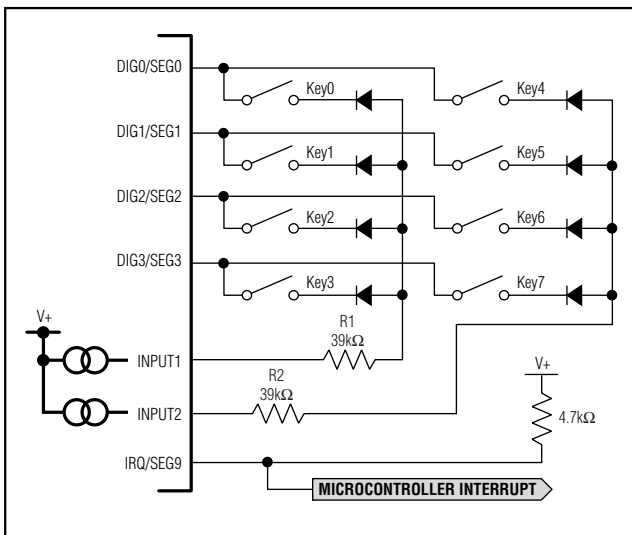 DIG0/SEG0
Key0
Key4
DIG1/SEG1
Key1
Key5
DIG2/SEG2
Key2
Key6
DIG3/SEG3
Key3
Key7
V+
R1
39kΩ
INPUT1
R2
39kΩ
V+
INPUT2
4.7kΩ
IRQ/SEG9
MICROCONTROLLER INTERRUPT